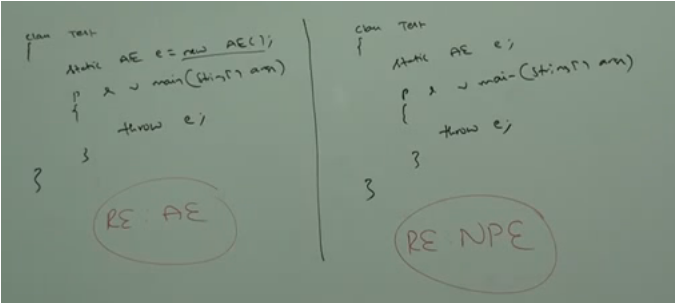 class Test
{
static AE e = new AE();
p s v main(String[] args)
{
throw e;
}
}
RE: AE
class Test
{
static AE e;
p s v main(String[] args)
{
throw e;
}
}
RE: NPE